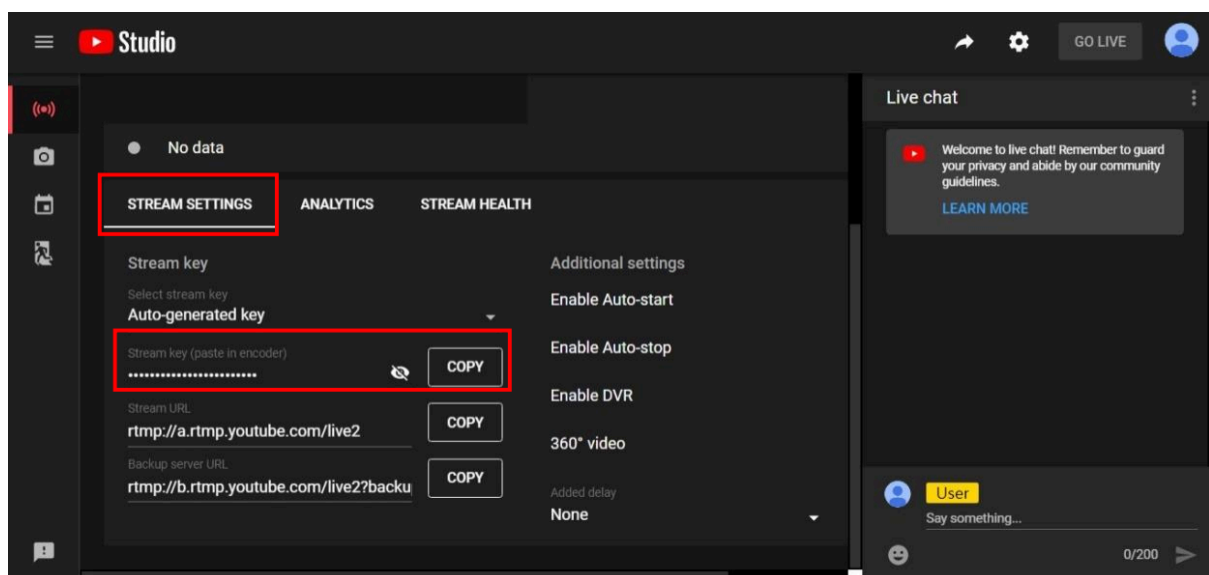 Studio
GO LIVE
No data
STREAM SETTINGS
ANALYTICS
STREAM HEALTH
Stream key
Select stream key
Auto-generated key
Stream key (paste in encoder)
••••••••••••••••••••••••
COPY
Stream URL
rtmp://a.rtmp.youtube.com/live2
COPY
Backup server URL
rtmp://b.rtmp.youtube.com/live2?backu
COPY
Additional settings
Enable Auto-start
Enable Auto-stop
Enable DVR
360° video
Added delay
None
Live chat
Welcome to live chat! Remember to guard
your privacy and abide by our community
guidelines.
LEARN MORE
User
Say something...
0/200